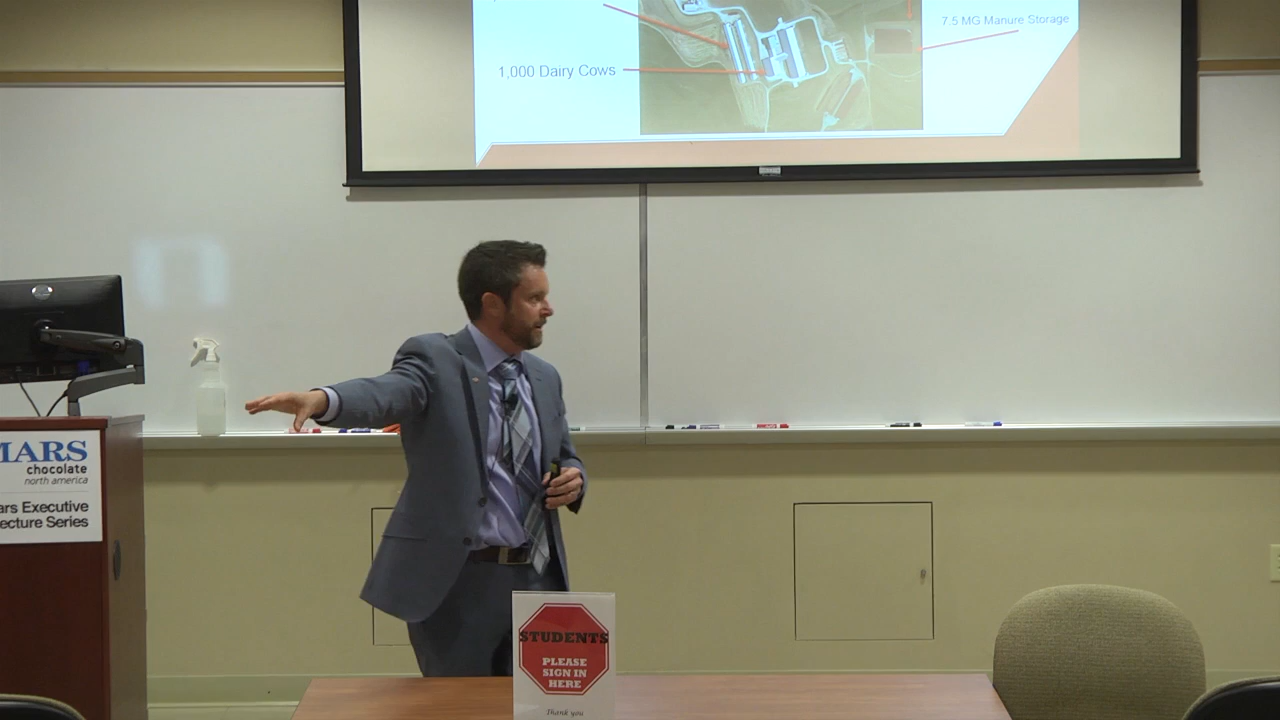 7.5 MG Manure Storage
1,000 Dairy Cows
MARS
chocolate
north america
ars Executive
ecture Series
STUDENTS
PLEASE
SIGN IN
HERE
Thank you